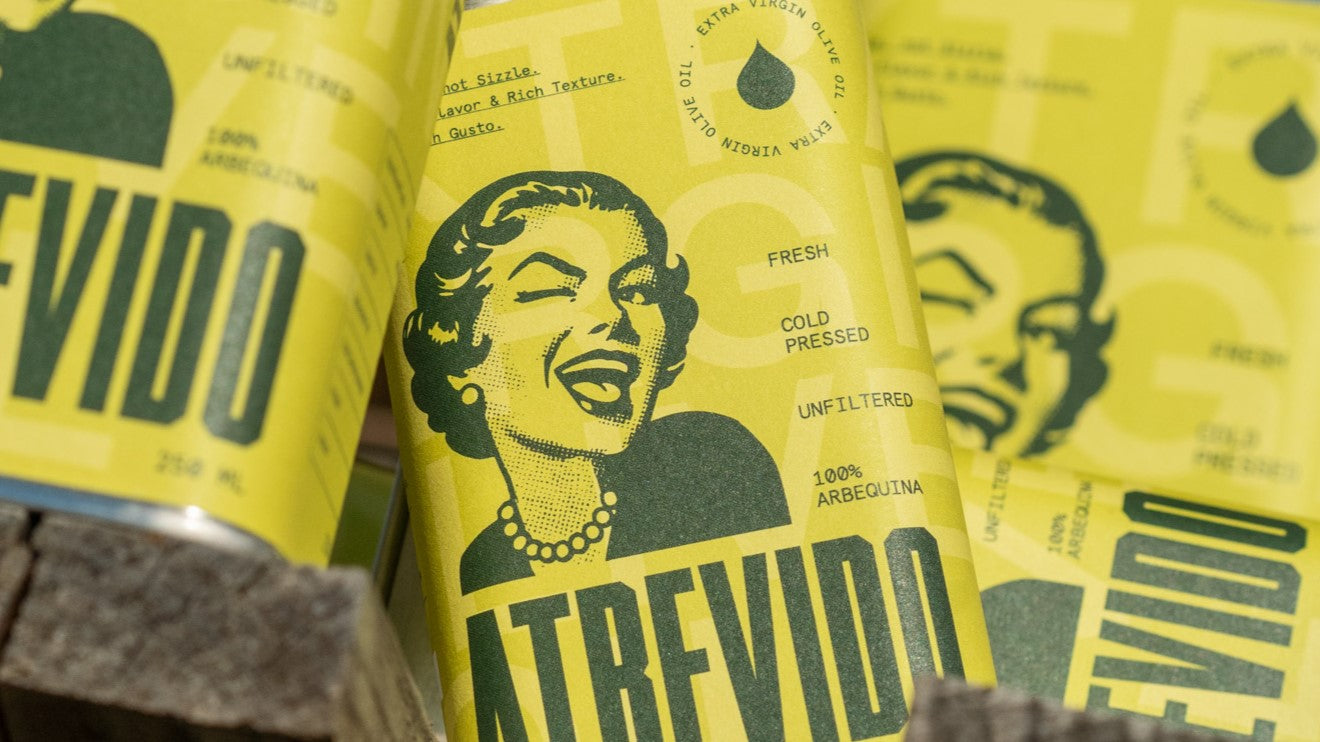 UNFILTERED
100%
ARBEQUINA
EVIDO
250 ML
not Sizzle.
lavor & Rich Texture.
h Gusto.
EXTRA VIRGIN OLIVE OIL · EXTRA VIRGIN OLIVE OIL ·
FRESH
COLD
PRESSED
UNFILTERED
100%
ARBEQUINA
ATREVIDO
FRESH
COLD
PRESSED
UNFILTERED
100%
ARBEQUINA
EVIDO